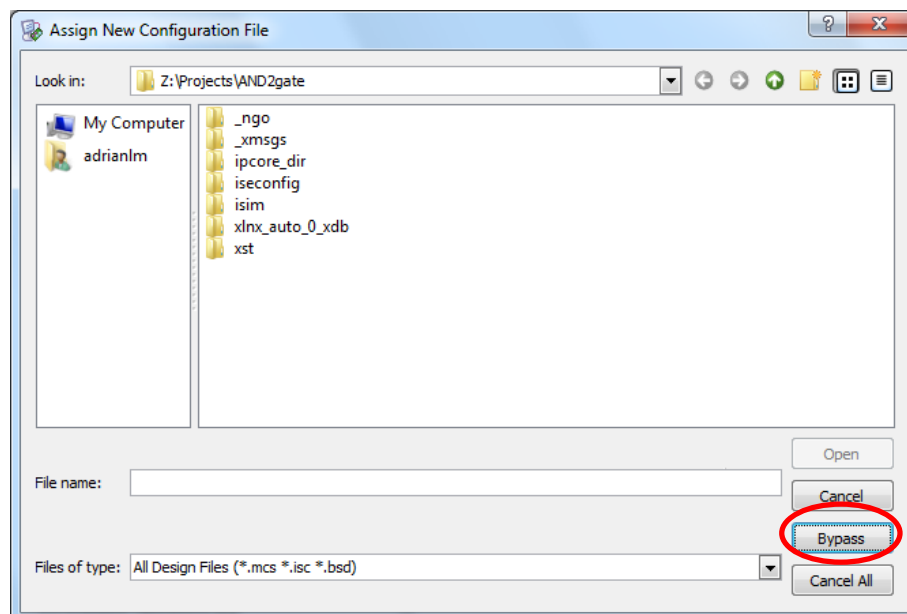 Assign New Configuration File
?
Look in: Z:\Projects\AND2gate
My Computer
adrianlm
_ngo
_xmsgs
ipcore_dir
iseconfig
isim
xlnx_auto_0_xdb
xst
Open
File name:
Cancel
Bypass
Files of type: All Design Files (*.mcs *.isc *.bsd)
Cancel All